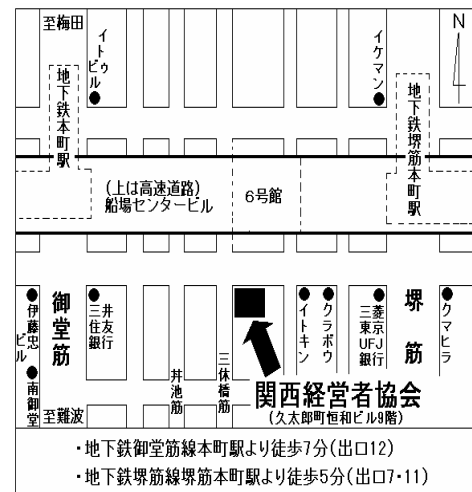 至梅田
イトウビル
イケマン
N
地下鉄本町駅
地下鉄堺筋本町駅
(上は高速道路)
船場センタービル
6号館
伊藤忠ビル
御堂筋
三井住友銀行
イトキン
クラボウ
三菱東京UFJ銀行
堺筋
クマヒラ
南御堂
丼池筋
三休橋筋
関西経営者協会
(久太郎町恒和ビル9階)
至難波
・地下鉄御堂筋線本町駅より徒歩7分(出口12)
・地下鉄堺筋線堺筋本町駅より徒歩5分(出口7・11)